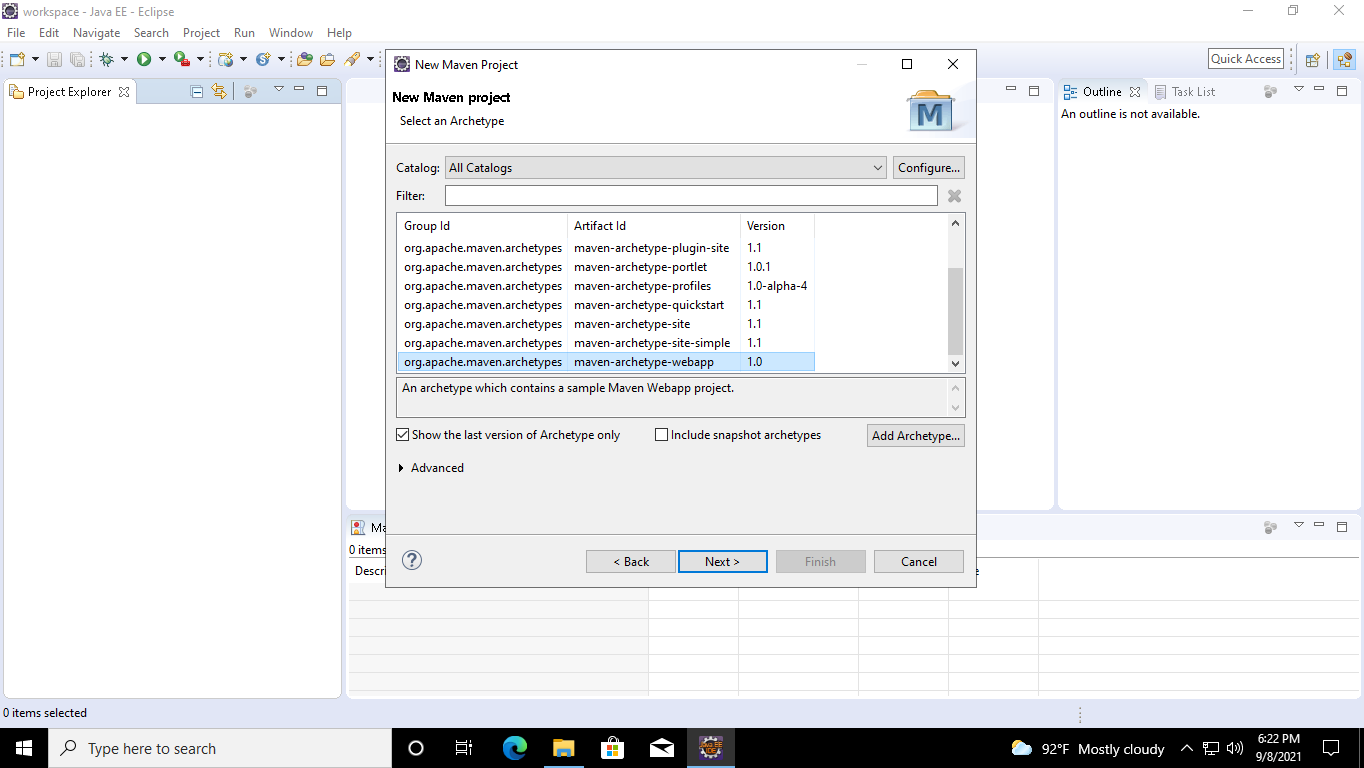 workspace - Java EE - Eclipse
File Edit Navigate Search Project Run Window Help
Quick Access
Project Explorer
New Maven Project
New Maven project
Select an Archetype
M
Catalog: All Catalogs Configure...
Filter:
Group Id Artifact Id Version
org.apache.maven.archetypes maven-archetype-plugin-site 1.1
org.apache.maven.archetypes maven-archetype-portlet 1.0.1
org.apache.maven.archetypes maven-archetype-profiles 1.0-alpha-4
org.apache.maven.archetypes maven-archetype-quickstart 1.1
org.apache.maven.archetypes maven-archetype-site 1.1
org.apache.maven.archetypes maven-archetype-site-simple 1.1
org.apache.maven.archetypes maven-archetype-webapp 1.0
An archetype which contains a sample Maven Webapp project.
Show the last version of Archetype only Include snapshot archetypes Add Archetype...
Advanced
< Back Next > Finish Cancel
Outline Task List
An outline is not available.
Ma
0 items
Descri
0 items selected
Type here to search
JAVA EE IDE
92°F Mostly cloudy
6:22 PM
9/8/2021